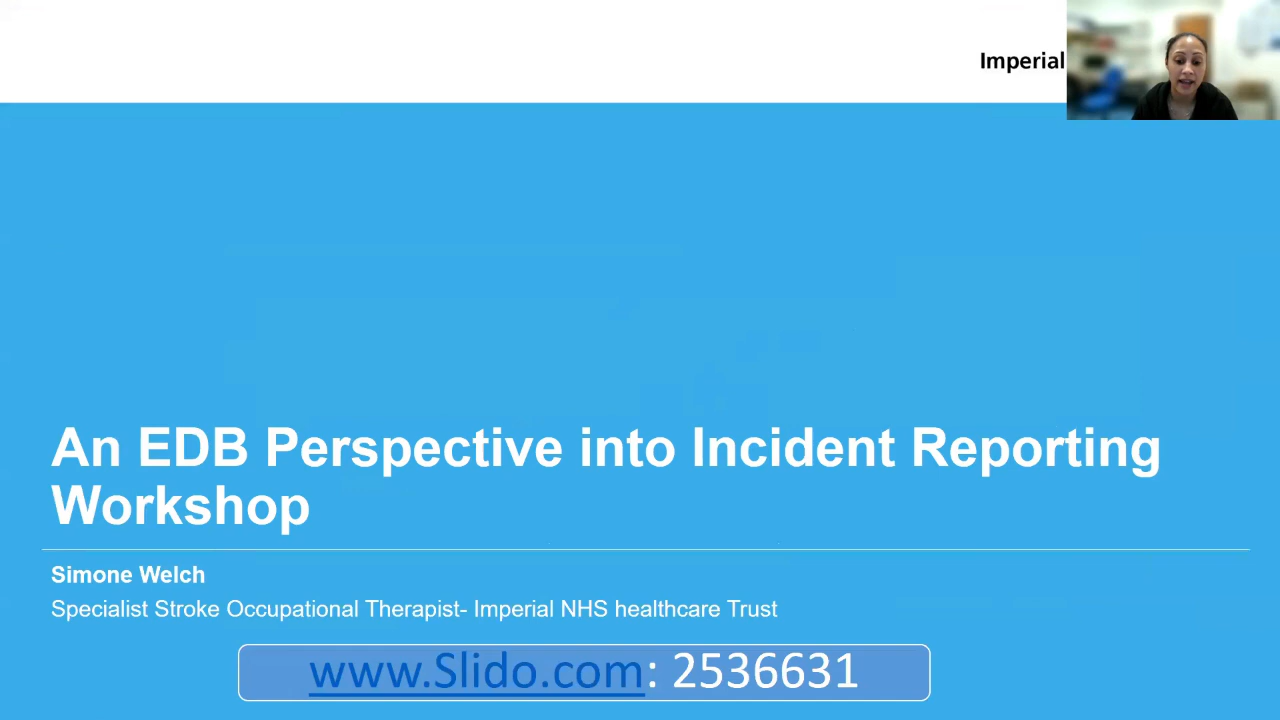 Imperial
An EDB Perspective into Incident Reporting
Workshop
Simone Welch
Specialist Stroke Occupational Therapist- Imperial NHS healthcare Trust
www.Slido.com: 2536631